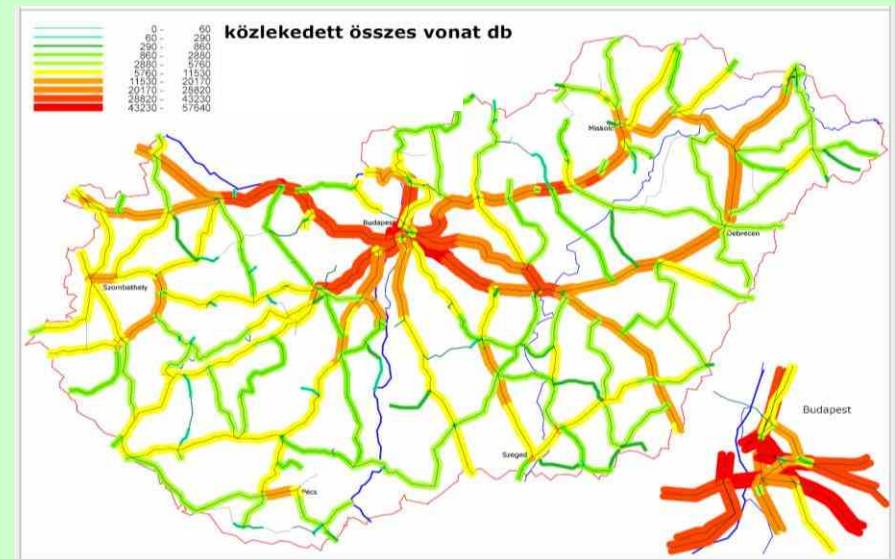 közlekedett összes vonat db
0 - 60
60 - 290
290 - 860
860 - 2880
2880 - 5760
5760 - 11530
11530 - 20170
20170 - 28820
28820 - 43230
43230 - 57640
Miskolc
Budapest
Debrecen
Szombathely
Budapest
Szeged
Pécs